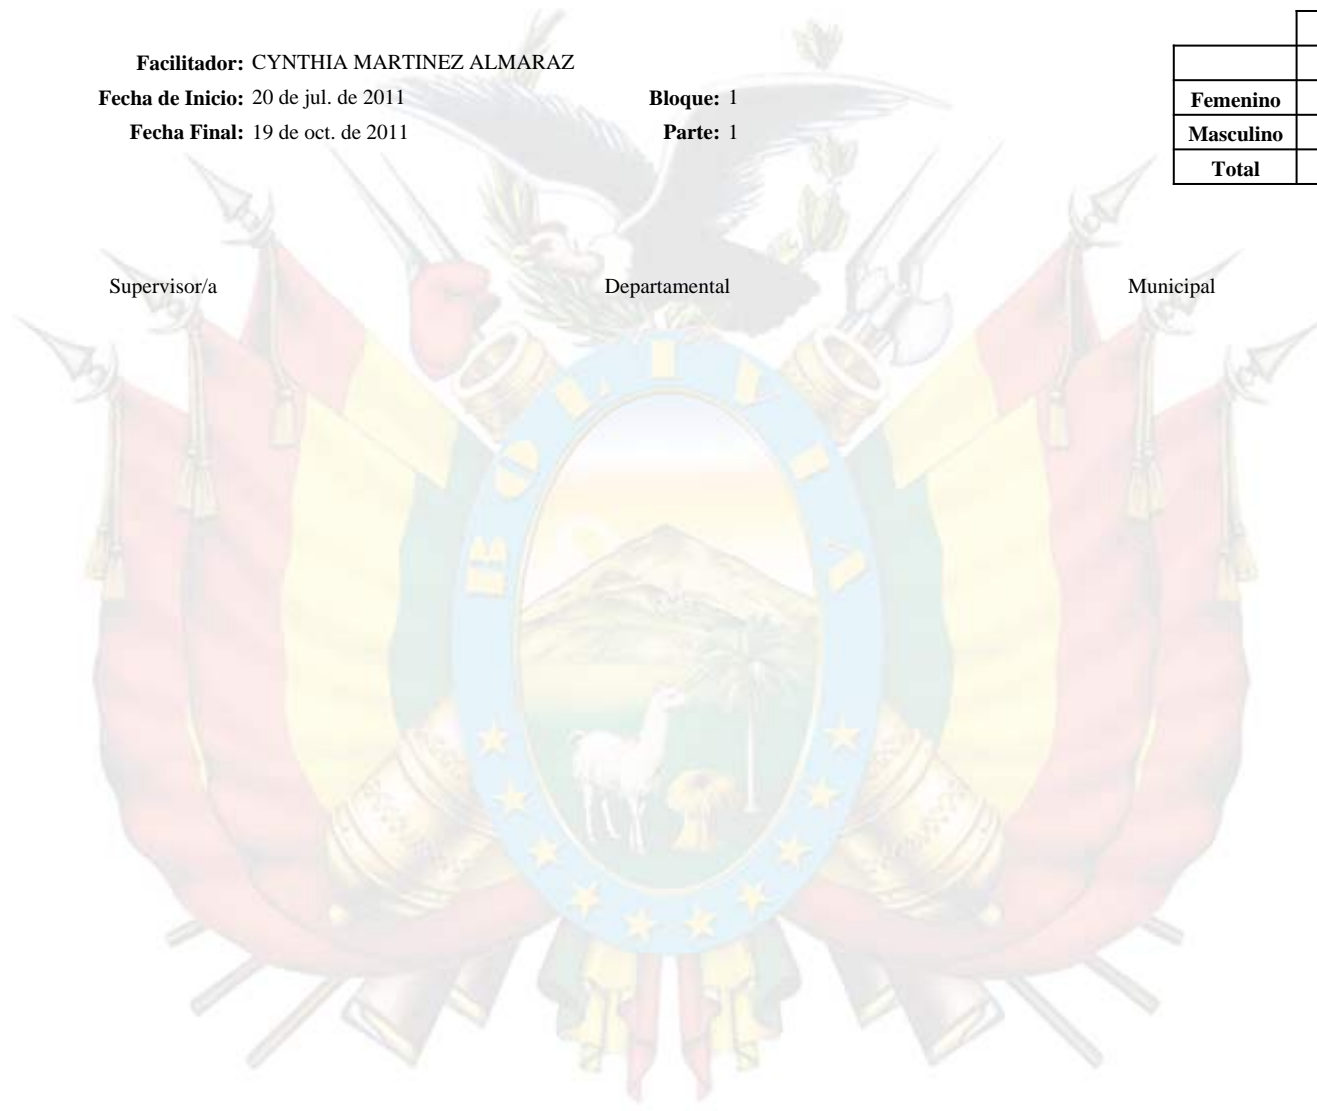 Facilitador: CYNTHIA MARTINEZ ALMARAZ
Fecha de Inicio: 20 de jul. de 2011 Bloque: 1
Fecha Final: 19 de oct. de 2011 Parte: 1
Femenino
Masculino
Total
Supervisor/a Departamental Municipal
BOLIVIA